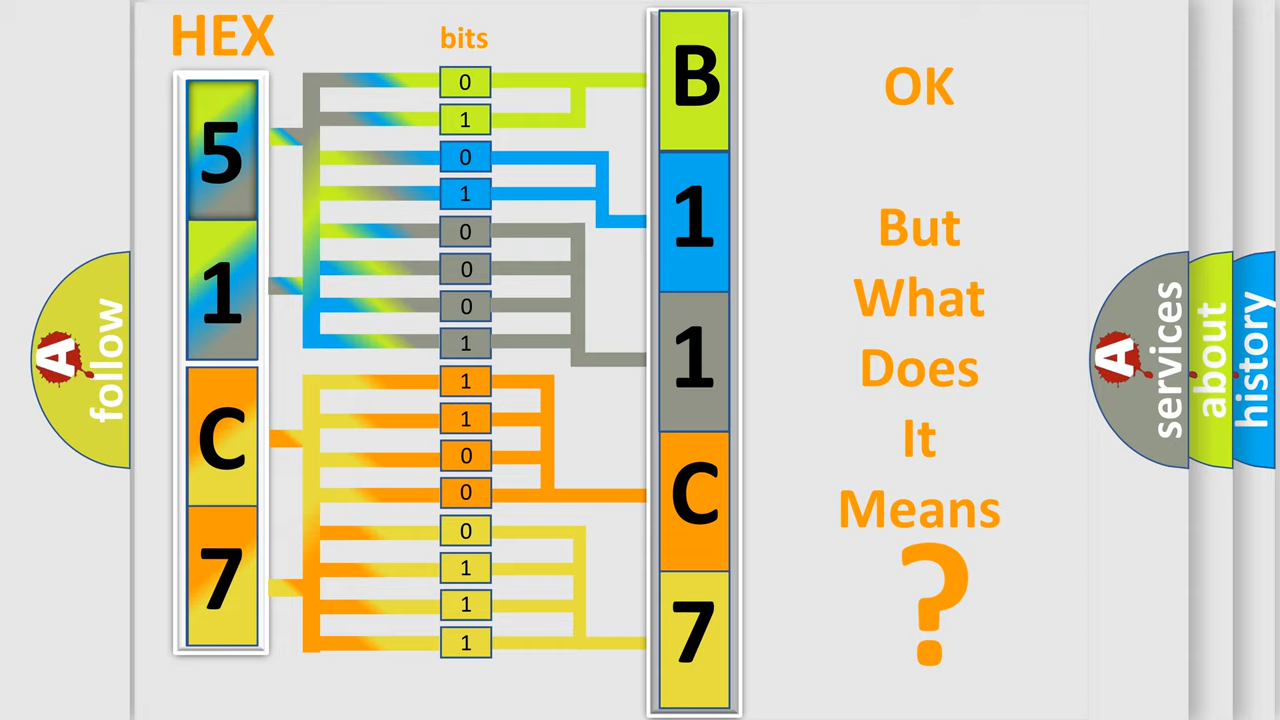 HEX
bits
5
1
C
7
0
1
0
1
0
0
0
1
1
1
0
0
0
1
1
1
B
1
1
C
7
OK
But
What
Does
It
Means
?
A
follow
A
services
about
history